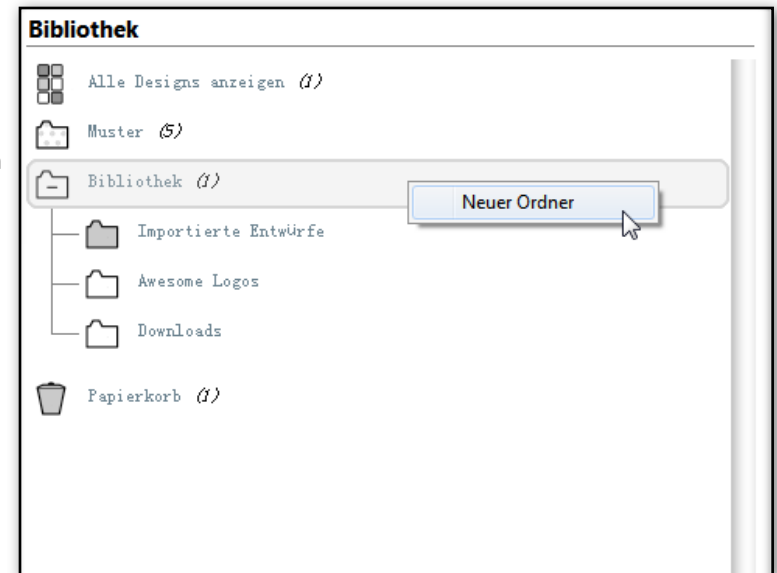 Bibliothek
Alle Designs anzeigen (1)
Muster (5)
Bibliothek (1)
Neuer Ordner
Importierte Entwürfe
Awesome Logos
Downloads
Papierkorb (1)